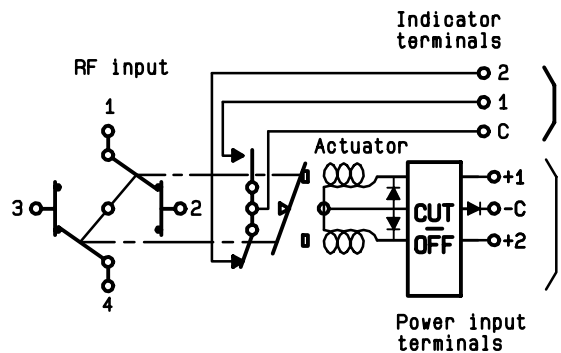 Indicator
terminals
RF input
2
1
1
C
Actuator
+1
3
2
CUT
-C
OFF
+2
4
Power input
terminals